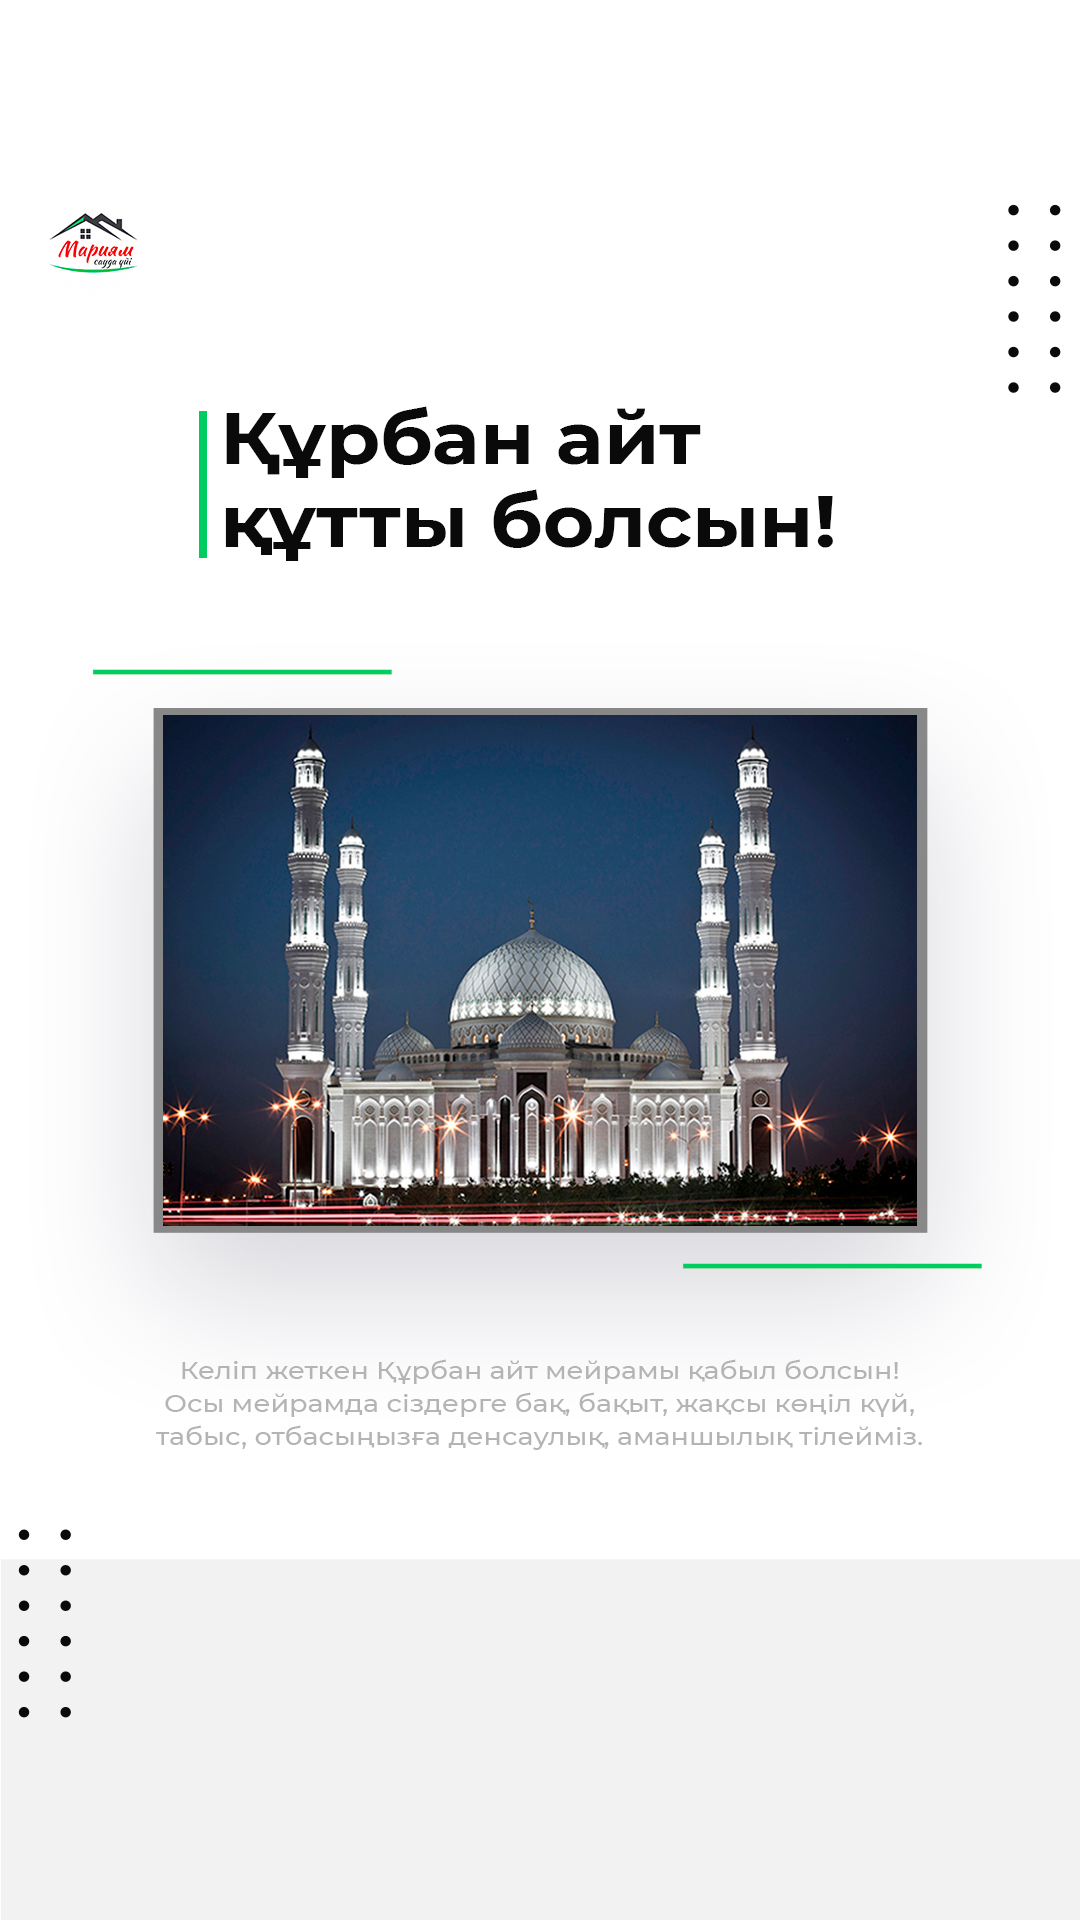 Мариям
сауда үйі
Құрбан айт
құтты болсын!
Келіп жеткен Құрбан айт мейрамы қабыл болсын!
Осы мейрамда сіздерге бақ, бақыт, жақсы көңіл күй,
табыс, отбасыңызға денсаулық, аманшылық тілейміз.